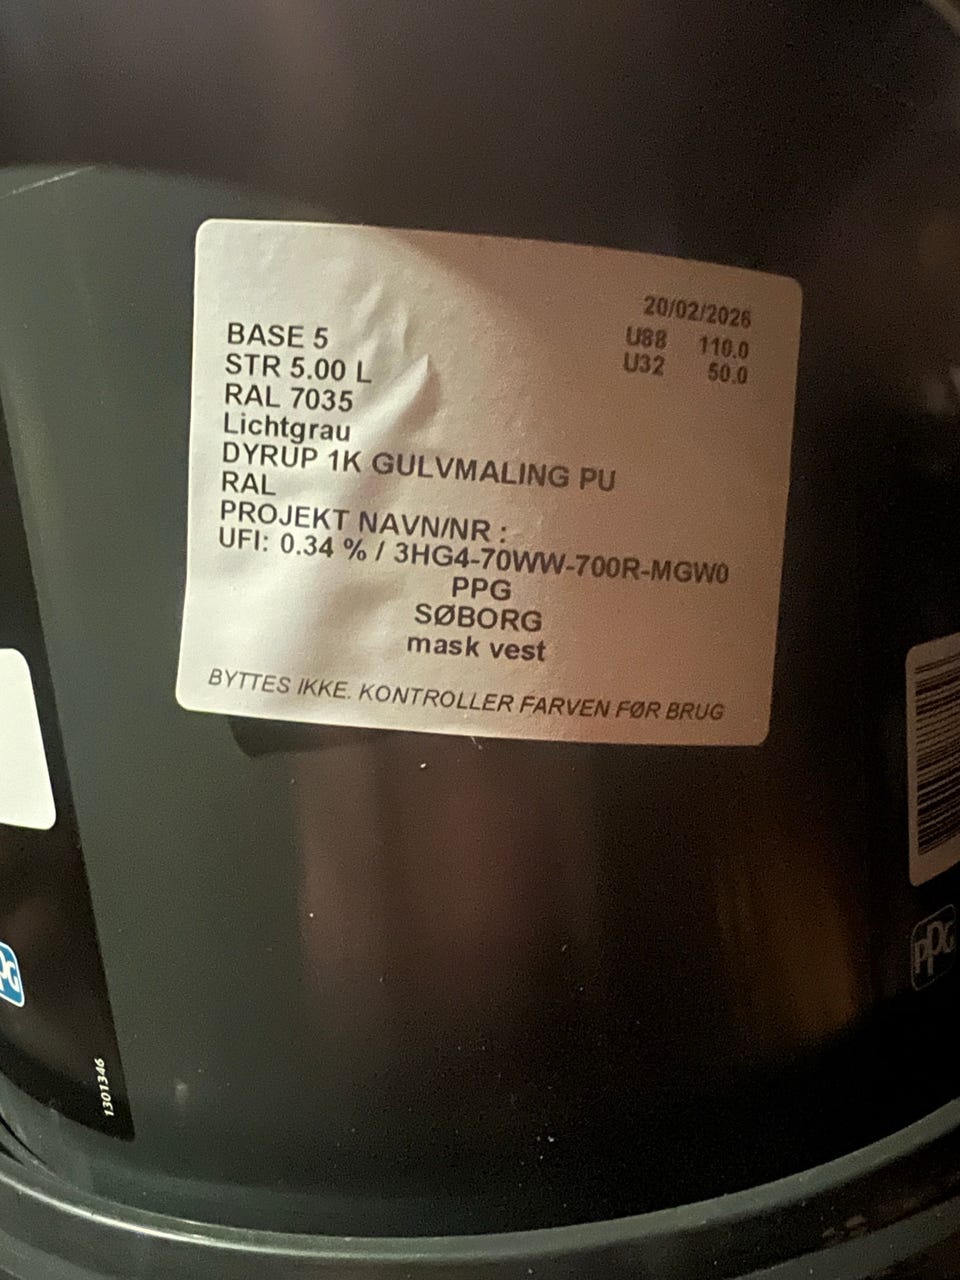 20/02/2026
BASE 5 U88 110.0
STR 5.00 L U32 50.0
RAL 7035
Lichtgrau
DYRUP 1K GULVMALING PU
RAL
PROJEKT NAVN/NR :
UFI: 0.34 % / 3HG4-70WW-700R-MGW0
PPG
SØBORG
mask vest
BYTTES IKKE. KONTROLLER FARVEN FØR BRUG
PPG
1301346